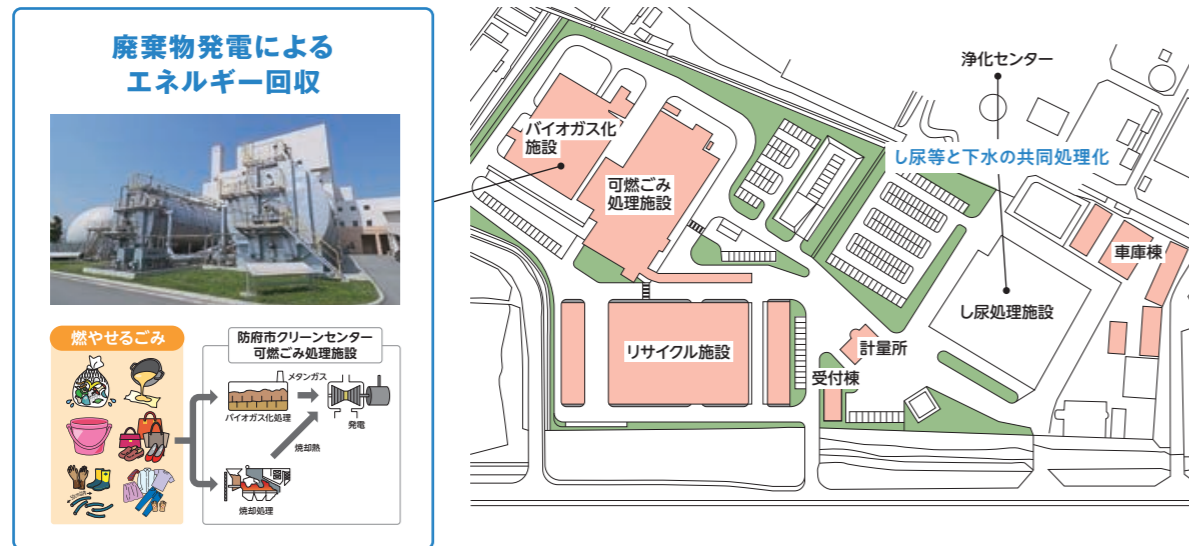 廃棄物発電による
エネルギー回収
燃やせるごみ
防府市クリーンセンター
可燃ごみ処理施設
メタンガス
バイオガス化処理
発電
焼却熱
焼却処理
バイオガス化
施設
可燃ごみ
処理施設
浄化センター
し尿等と下水の共同処理化
車庫棟
し尿処理施設
リサイクル施設
計量所
受付棟